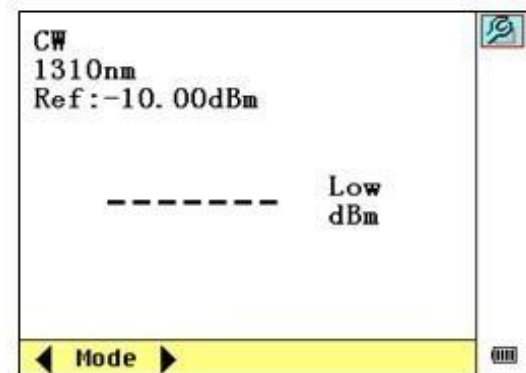 CW
1310nm
Ref:-10.00dBm
------- Low
dBm
Mode